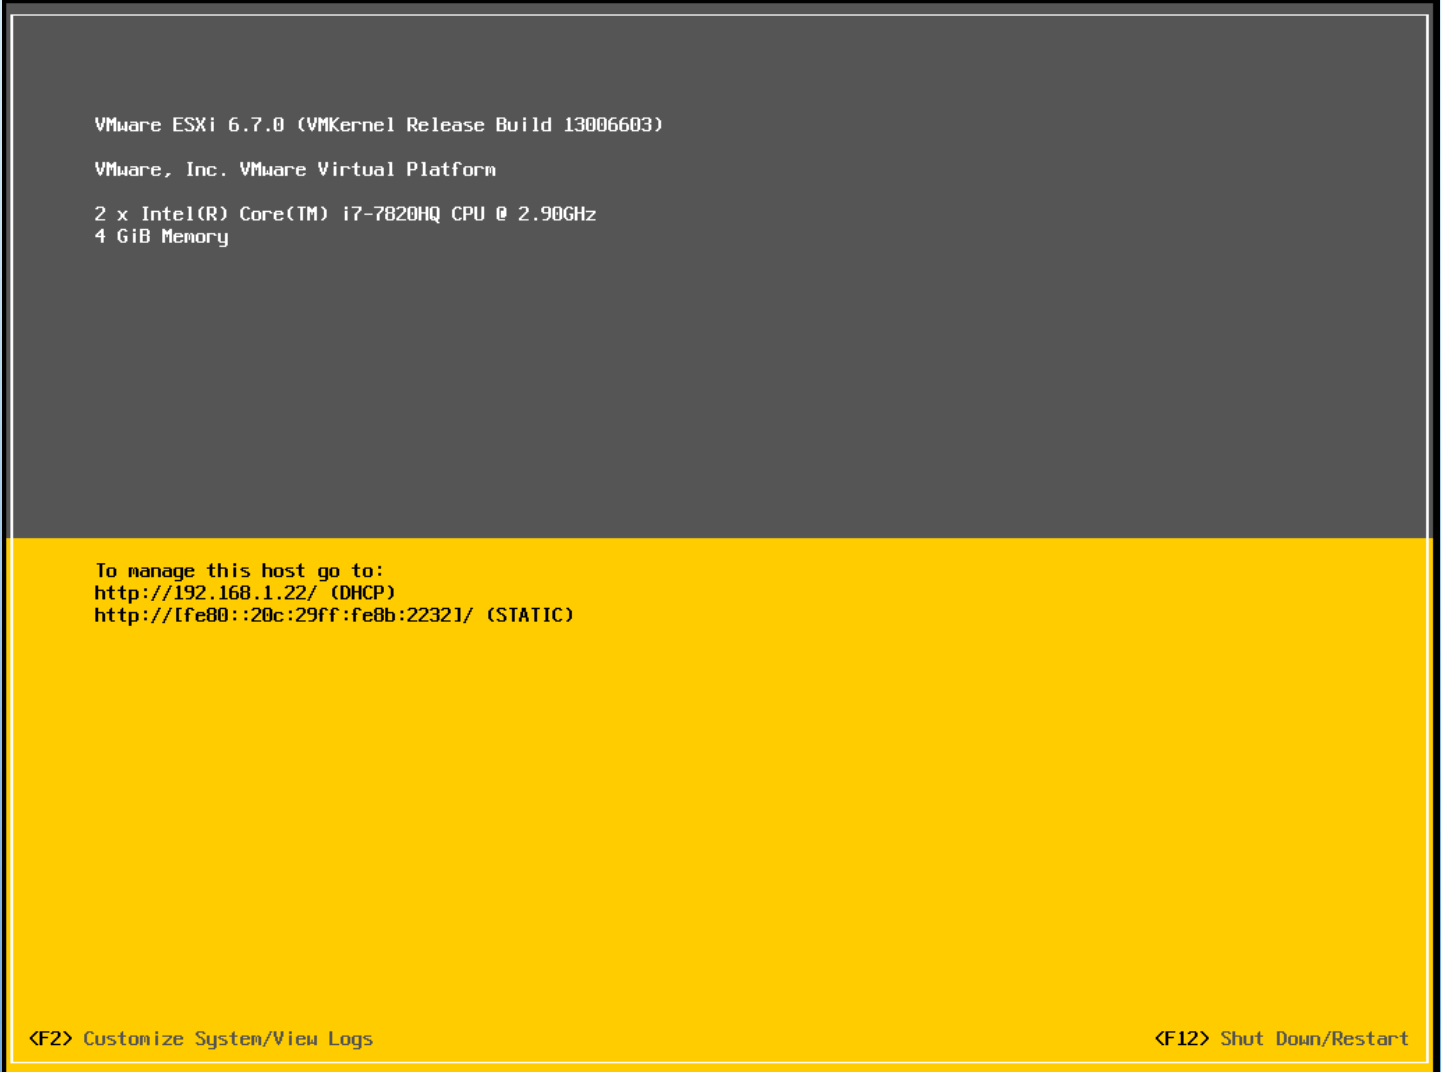 VMware ESXi 6.7.0 (VMKernel Release Build 13006603)
VMware, Inc. VMware Virtual Platform
2 x Intel(R) Core(TM) i7-7820HQ CPU @ 2.90GHz
4 GiB Memory
To manage this host go to:
http://192.168.1.22/ (DHCP)
http://[fe80::20c:29ff:fe8b:2232]/ (STATIC)
<F2> Customize System/View Logs
<F12> Shut Down/Restart